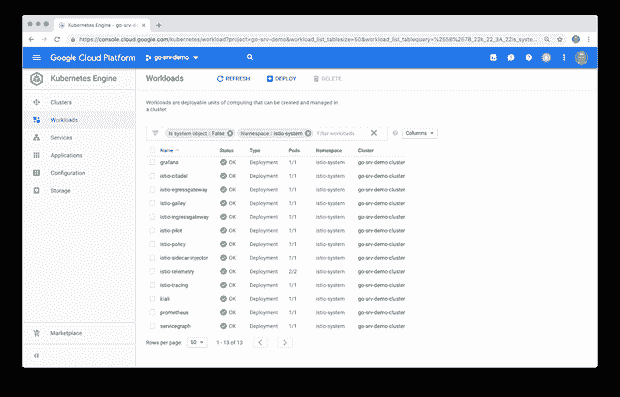 Kubernetes Engine - go-srv-de
https://console.cloud.google.com/kubernetes/workload?project=go-srv-demo&workload_list_tablesize=50&workload_list_tablequery=
Google Cloud Platform
go-srv-demo
Kubernetes Engine
Workloads
REFRESH
DEPLOY
DELETE
Clusters
Workloads
Services
Applications
Configuration
Storage
Marketplace
Workloads are deployable units of computing that can be created and managed in
a cluster.
Is system object : False
Namespace : istio-system
Filter workloads
Columns
Name Status Type Pods Namespace Cluster
grafana OK Deployment 1/1 istio-system go-srv-demo-cluster
istio-citadel OK Deployment 1/1 istio-system go-srv-demo-cluster
istio-egressgateway OK Deployment 1/1 istio-system go-srv-demo-cluster
istio-galley OK Deployment 1/1 istio-system go-srv-demo-cluster
istio-ingressgateway OK Deployment 1/1 istio-system go-srv-demo-cluster
istio-pilot OK Deployment 1/1 istio-system go-srv-demo-cluster
istio-policy OK Deployment 1/1 istio-system go-srv-demo-cluster
istio-sidecar-injector OK Deployment 1/1 istio-system go-srv-demo-cluster
istio-telemetry OK Deployment 2/2 istio-system go-srv-demo-cluster
istio-tracing OK Deployment 1/1 istio-system go-srv-demo-cluster
kiali OK Deployment 1/1 istio-system go-srv-demo-cluster
prometheus OK Deployment 1/1 istio-system go-srv-demo-cluster
servicegraph OK Deployment 1/1 istio-system go-srv-demo-cluster
Rows per page: 50 1 - 13 of 13